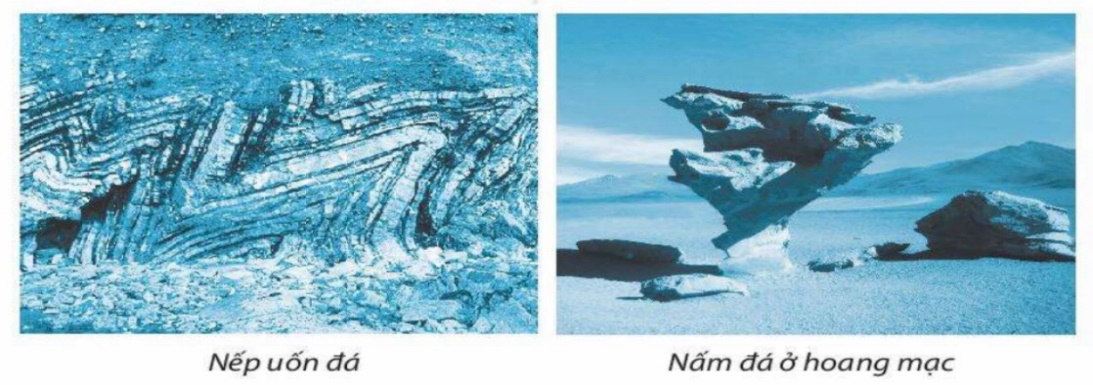 Nếp uốn đá
Nấm đá ở hoang mạc